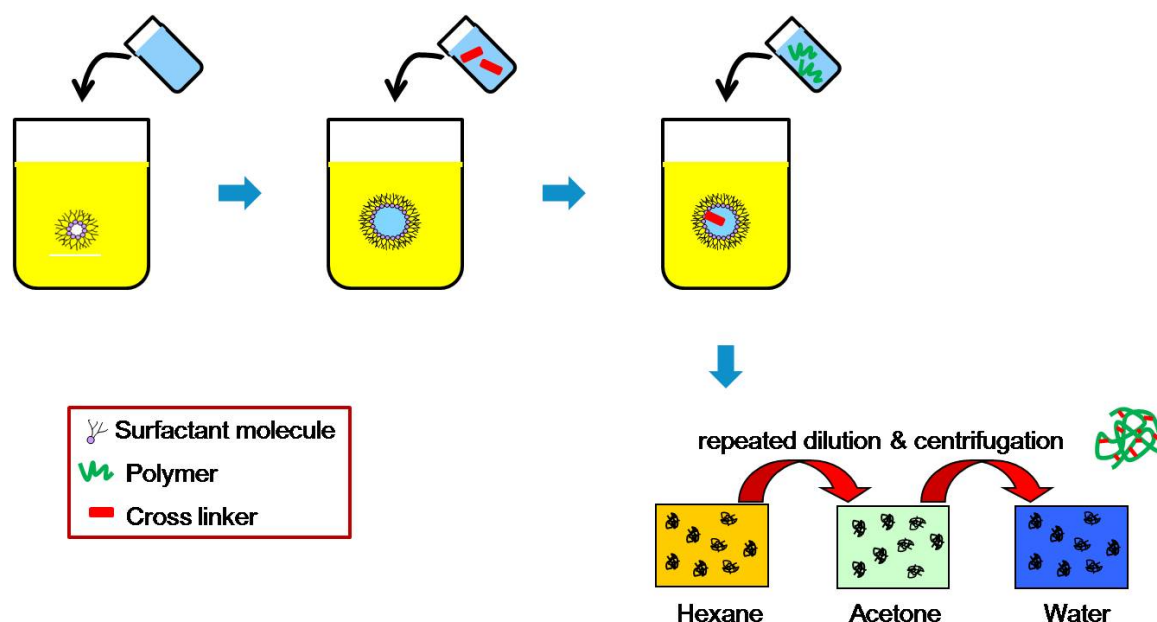 Surfactant molecule
Polymer
Cross linker
repeated dilution & centrifugation
Hexane
Acetone
Water